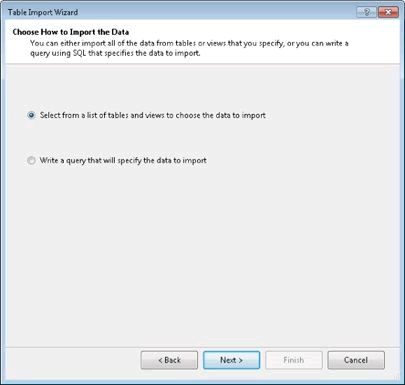 Table Import Wizard
Choose How to Import the Data
You can either import all of the data from tables or views that you specify, or you can write a
query using SQL that specifies the data to import.
Select from a list of tables and views to choose the data to import
Write a query that will specify the data to import
< Back
Next >
Finish
Cancel